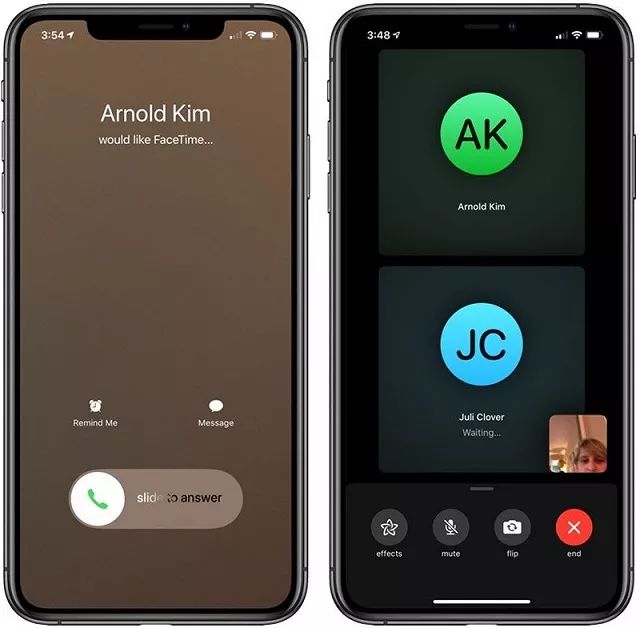 3:54
Arnold Kim
would like FaceTime...
Remind Me
Message
slide to answer
3:48
AK
Arnold Kim
JC
Juli Clover
Waiting...
effects
mute
flip
end